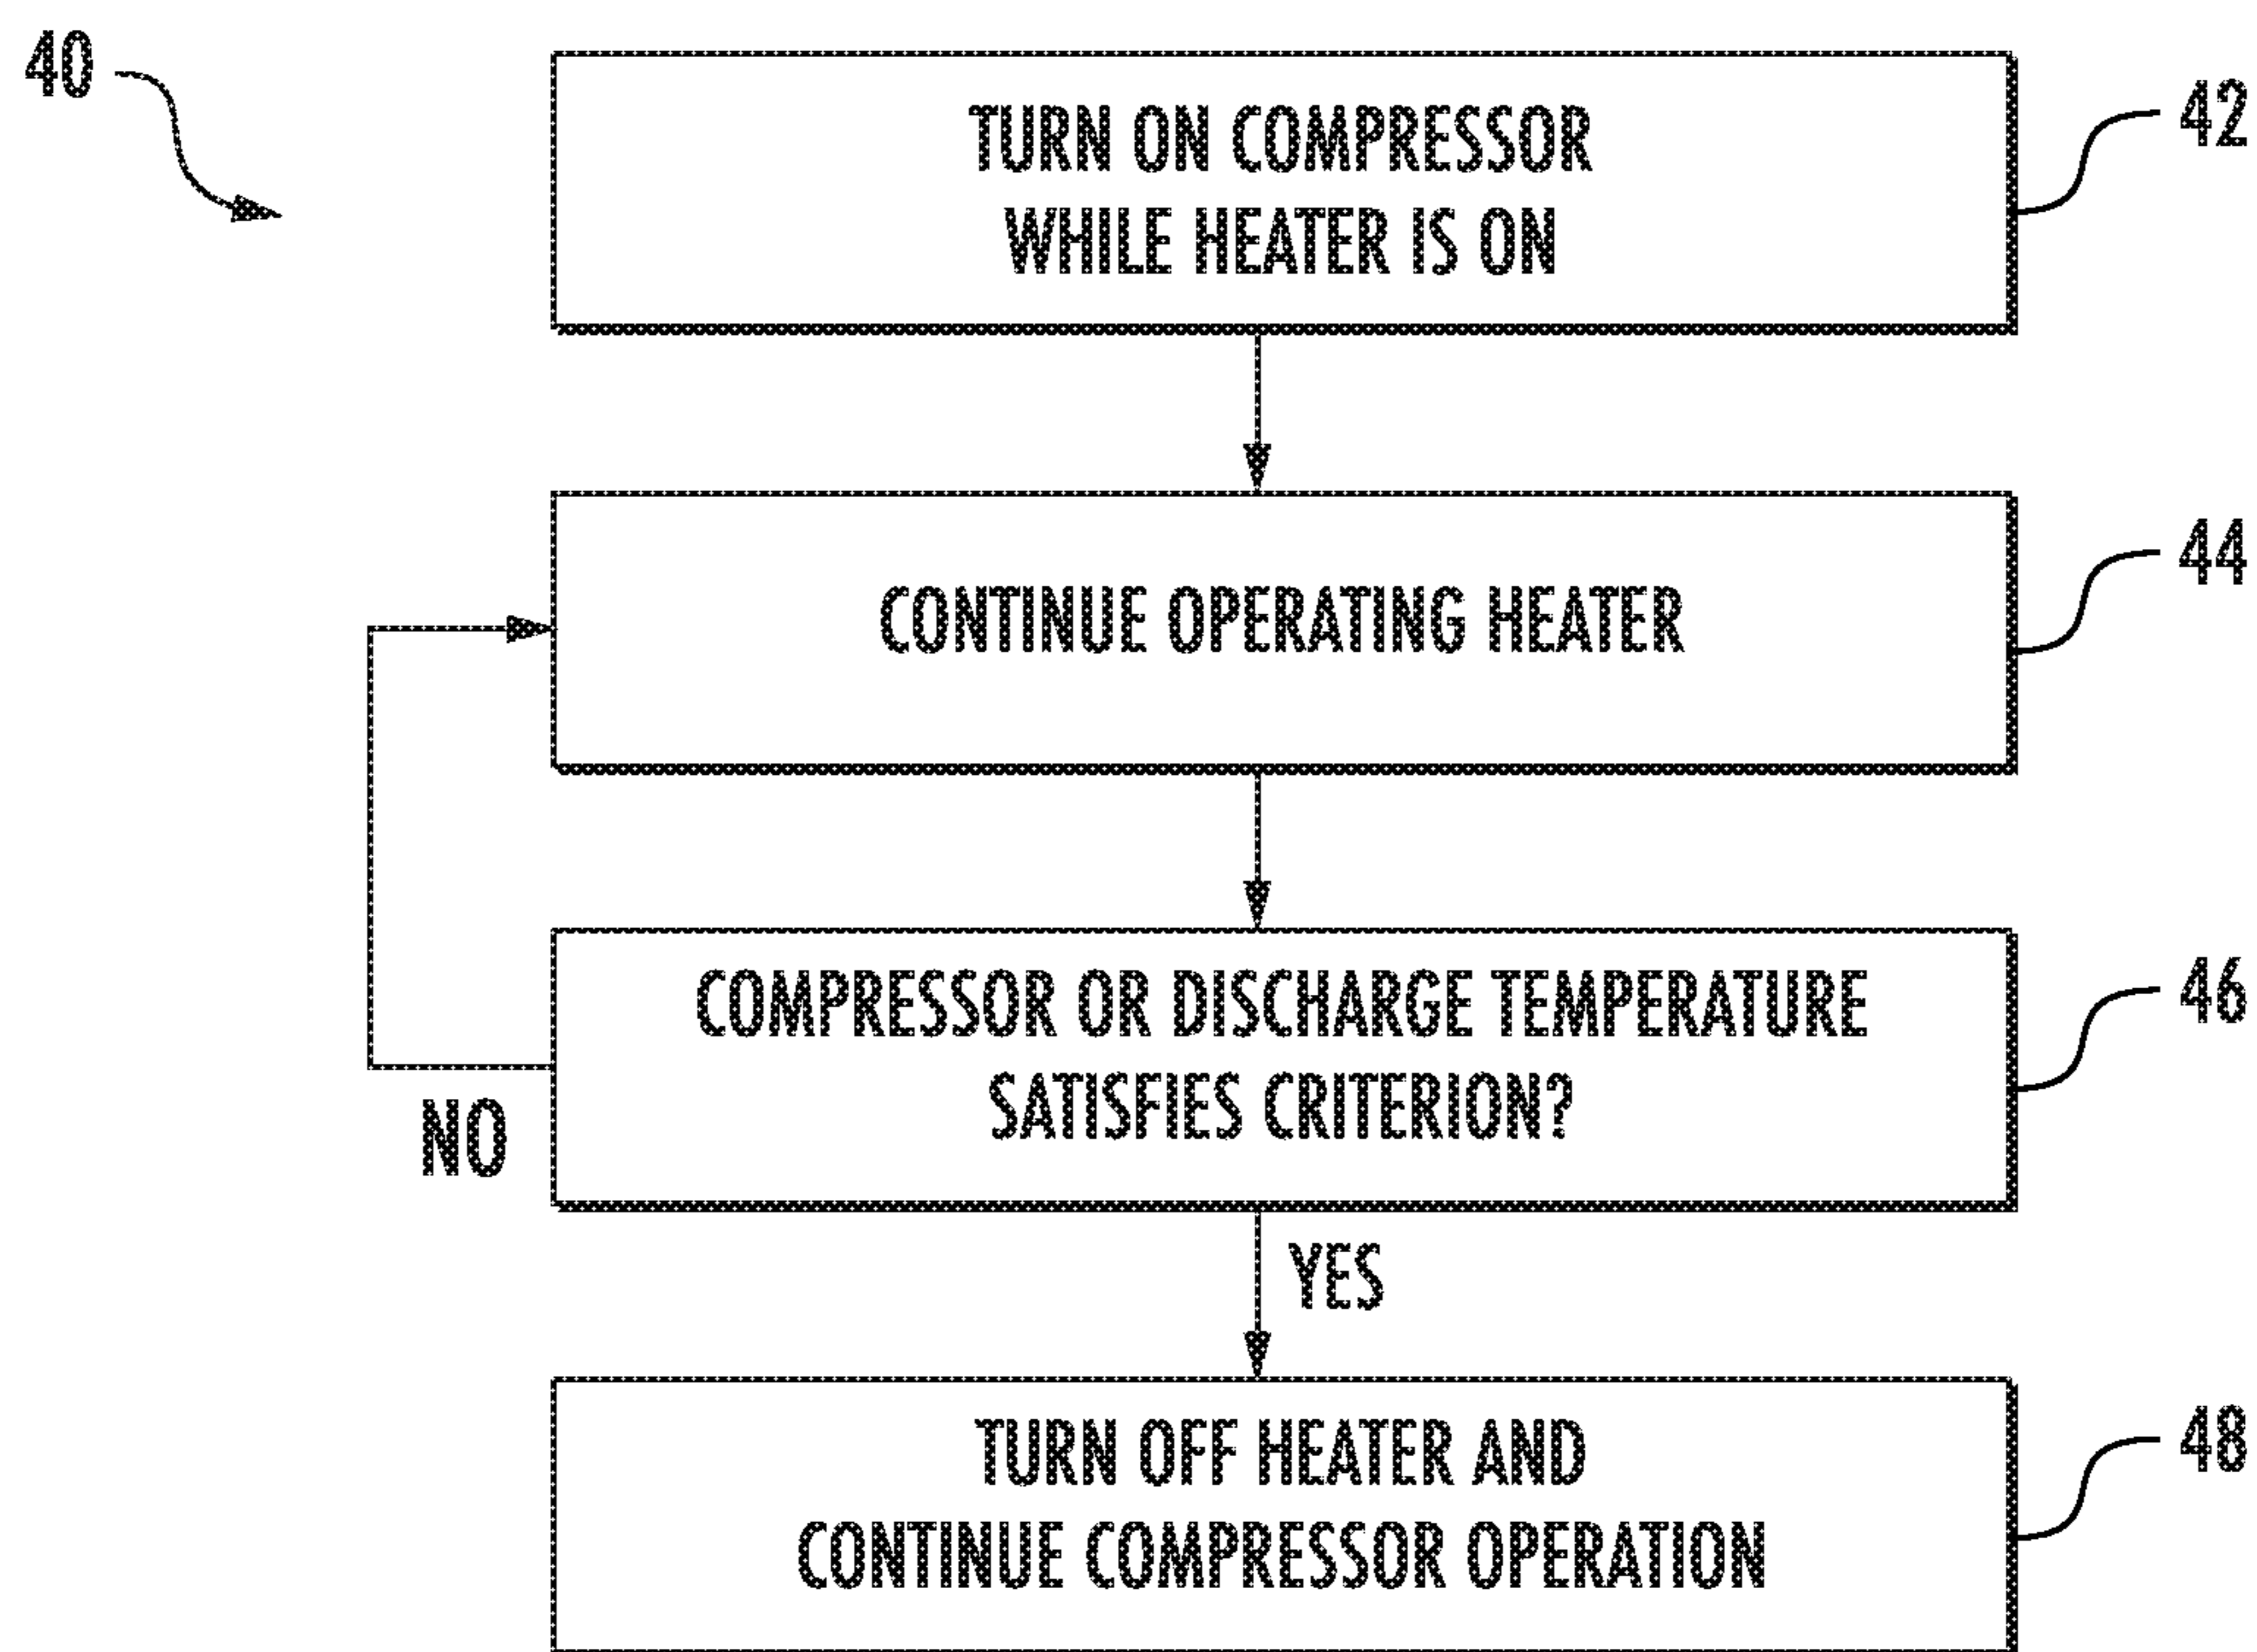 40
TURN ON COMPRESSOR
WHILE HEATER IS ON
42
CONTINUE OPERATING HEATER
44
COMPRESSOR OR DISCHARGE TEMPERATURE
SATISFIES CRITERION?
46
NO
YES
TURN OFF HEATER AND
CONTINUE COMPRESSOR OPERATION
48